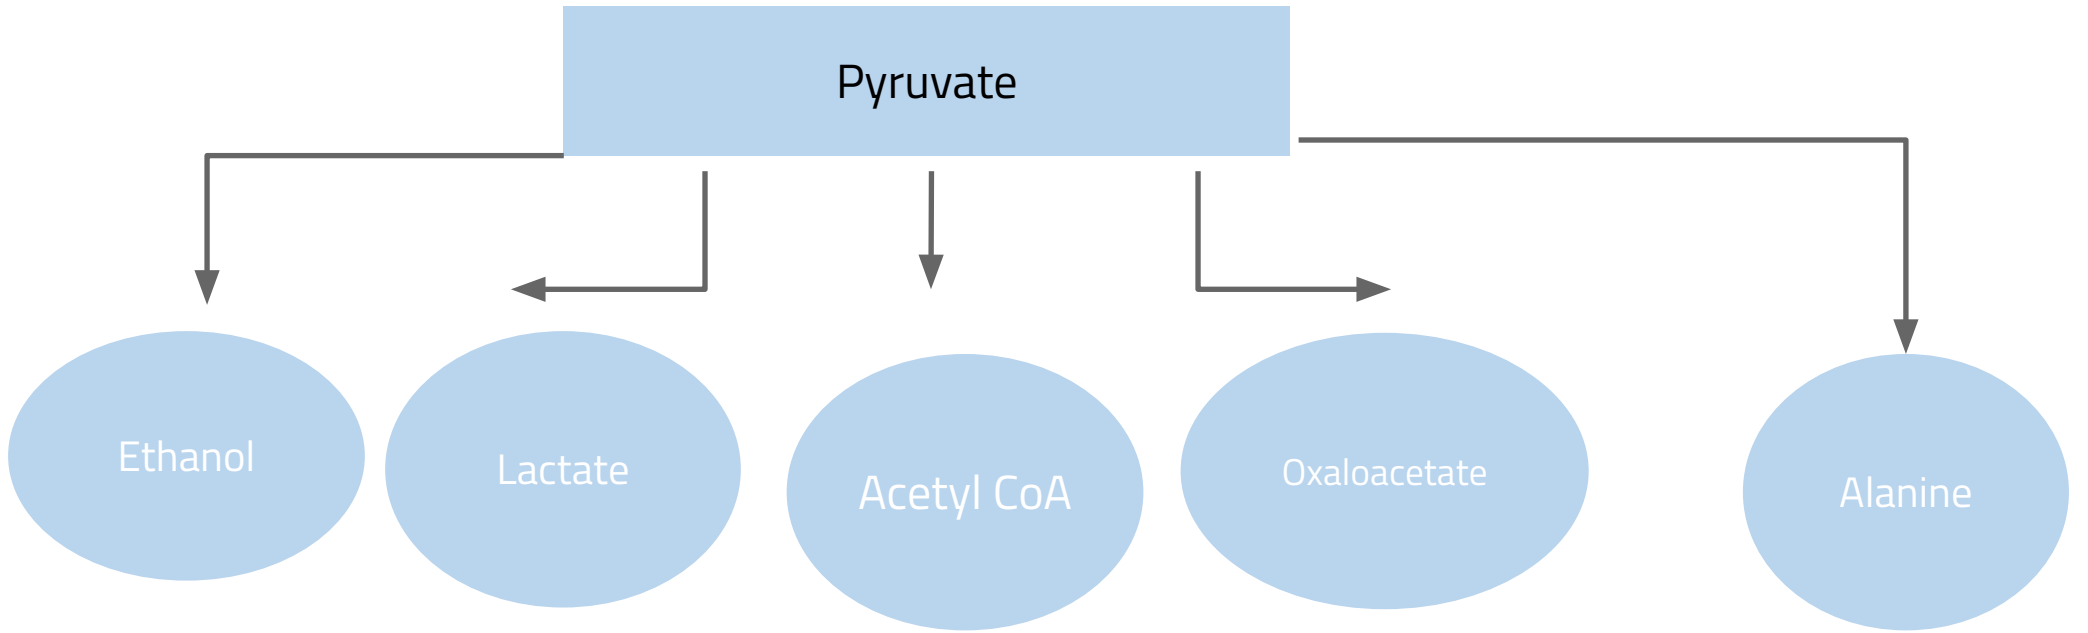 Pyruvate
Ethanol
Lactate
Acetyl CoA
Oxaloacetate
Alanine